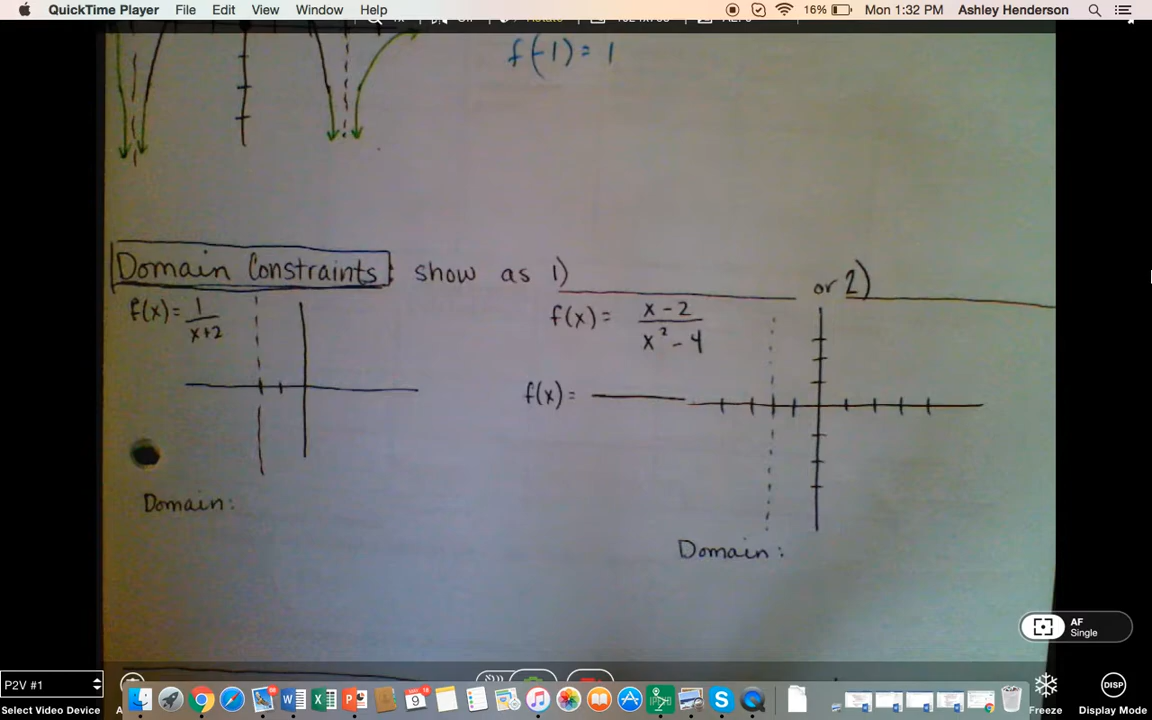 QuickTime Player File Edit View Window Help 16% Mon 1:32 PM Ashley Henderson
f(-1) = 1
Domain Constraints: show as 1) or 2)
f(x) = 1/x+2
f(x) = x - 2/x² - 4
f(x) =
Domain:
Domain:
AF
Single
P2V #1
Select Video Device
Freeze
DISP
Display Mode